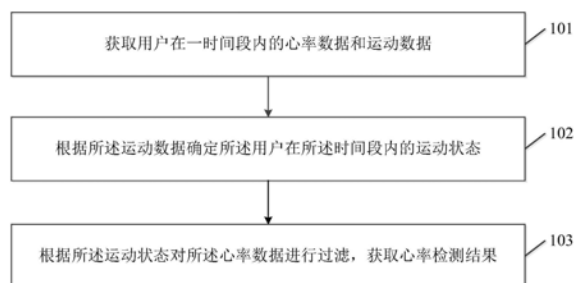 获取用户在一时间段内的心率数据和运动数据
101
根据所述运动数据确定所述用户在所述时间段内的运动状态
102
根据所述运动状态对所述心率数据进行过滤，获取心率检测结果
103